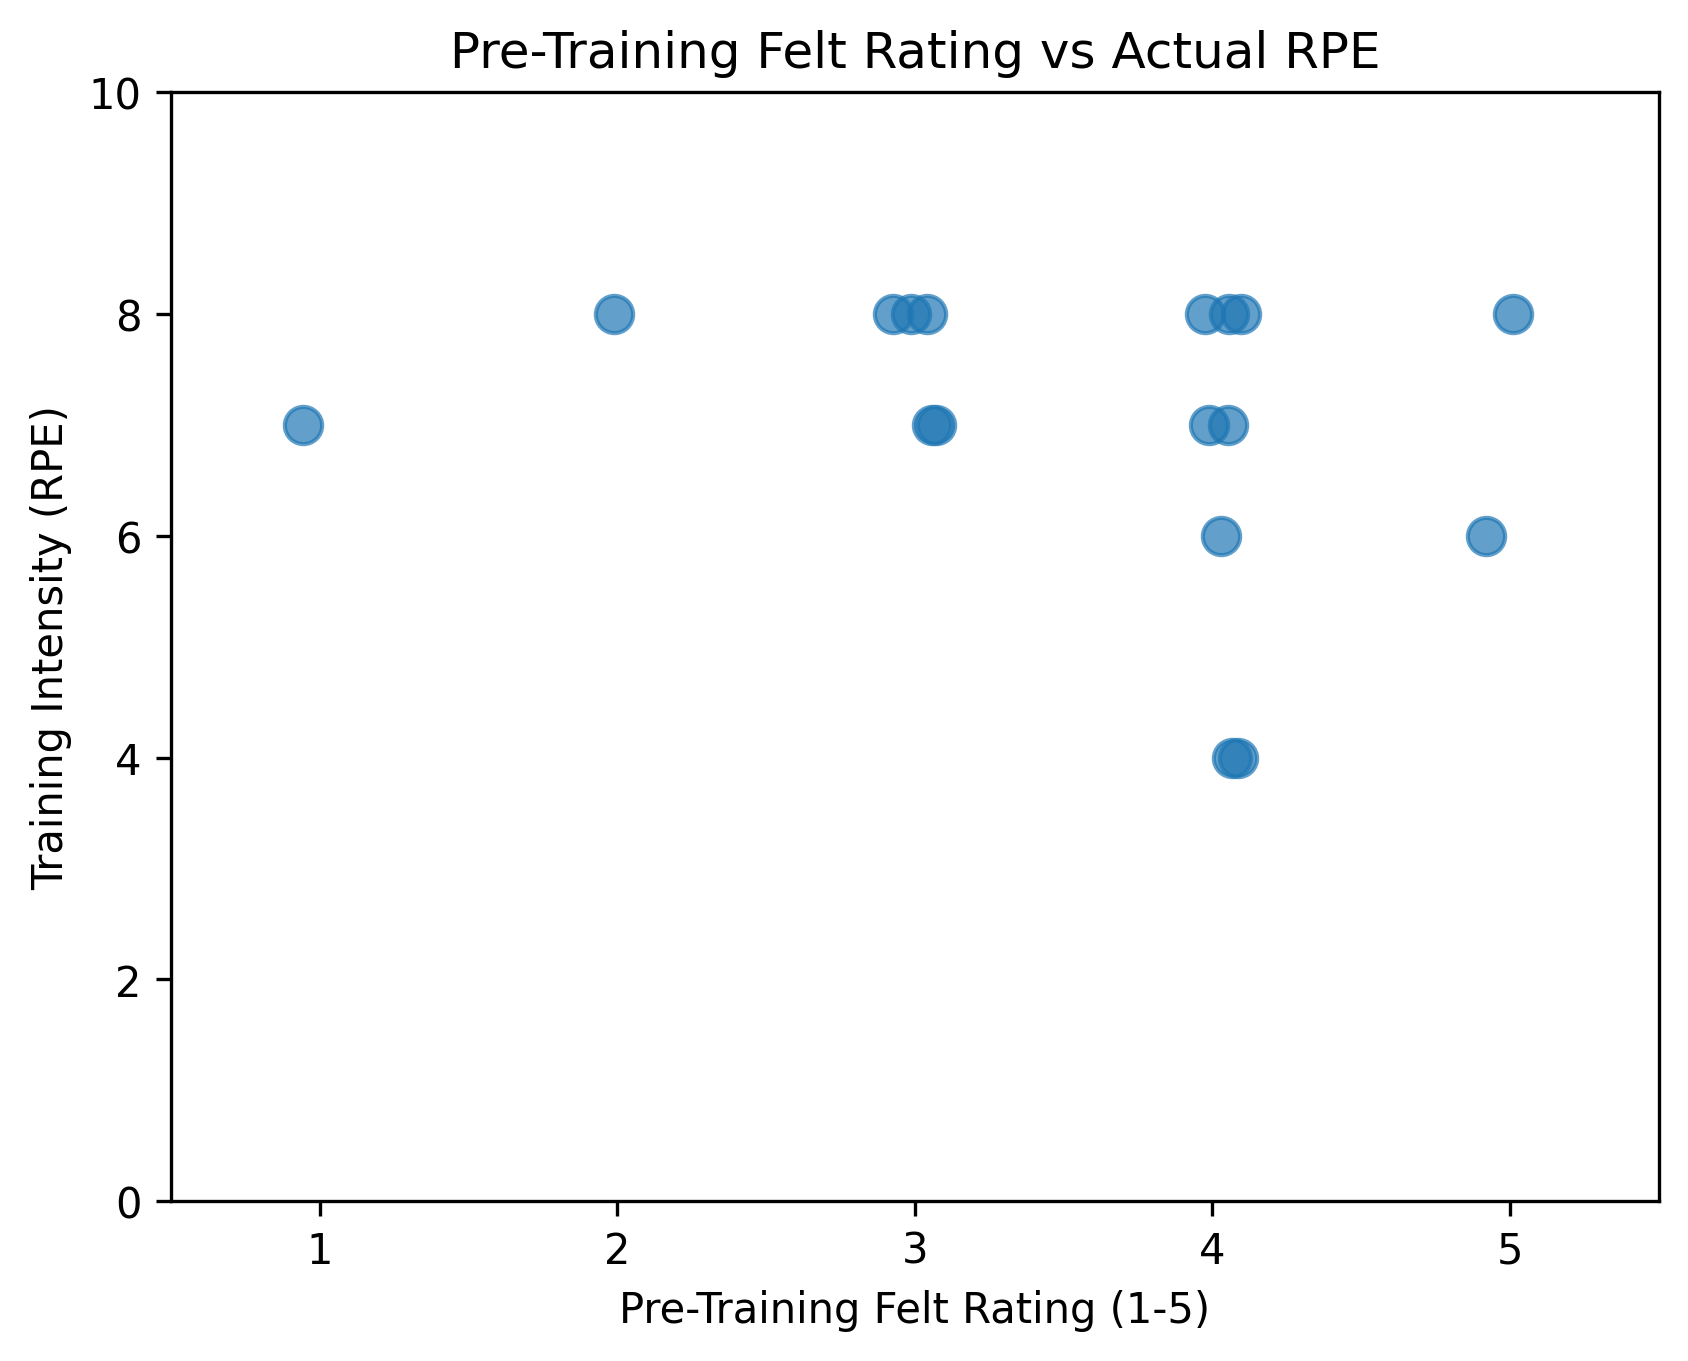 Pre-Training Felt Rating vs Actual RPE
10
8
6
4
2
0
Training Intensity (RPE)
1 2 3 4 5
Pre-Training Felt Rating (1-5)